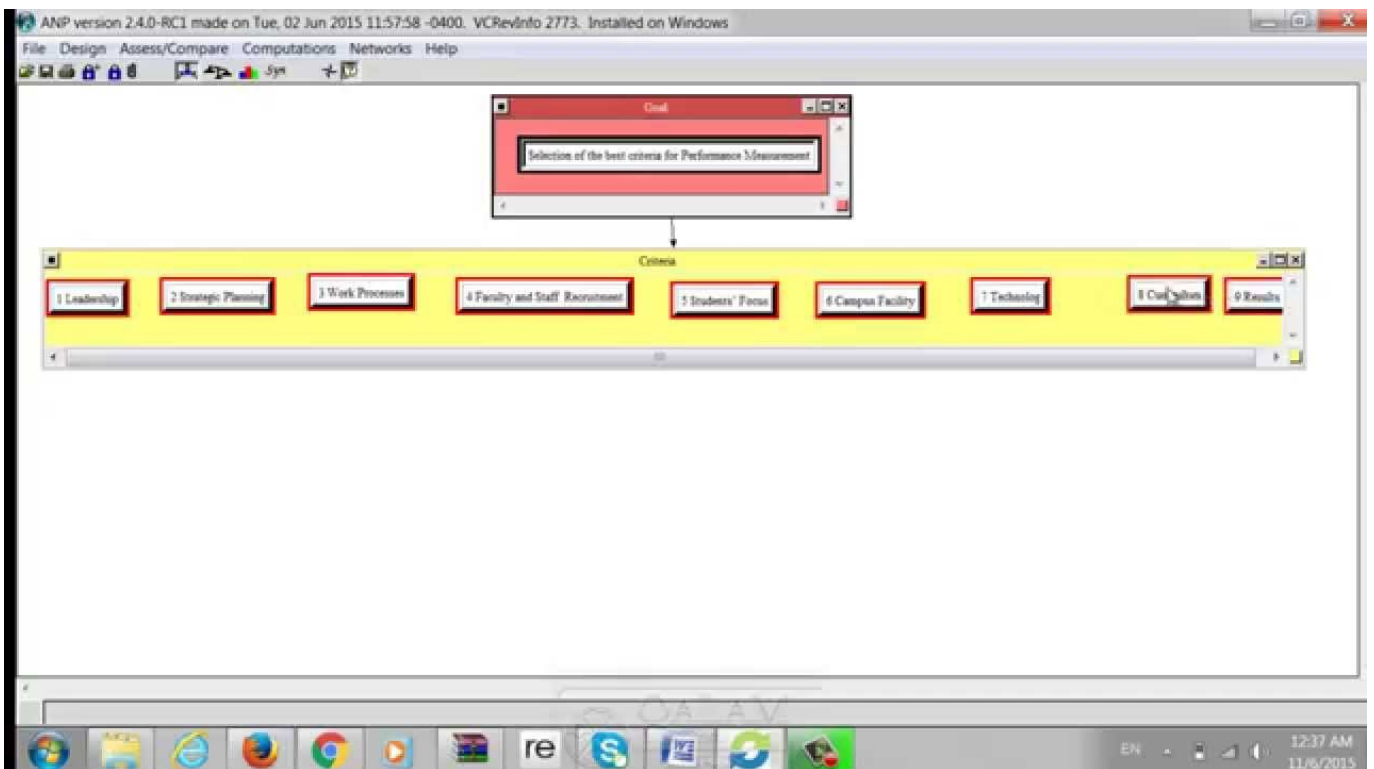 ANP version 2.4.0-RC1 made on Tue, 02 Jun 2015 11:57:58 -0400. VCRevInfo 2773. Installed on Windows
File Design Assess/Compare Computations Networks Help
Syn
Goal
Selection of the best criteria for Performance Measurement
Criteria
1 Leadership
2 Strategic Planning
3 Work Processes
4 Faculty and Staff Recruitment
5 Students' Focus
6 Campus Facility
7 Technolog
9 Results
re
EN
12:37 AM
11/6/2015